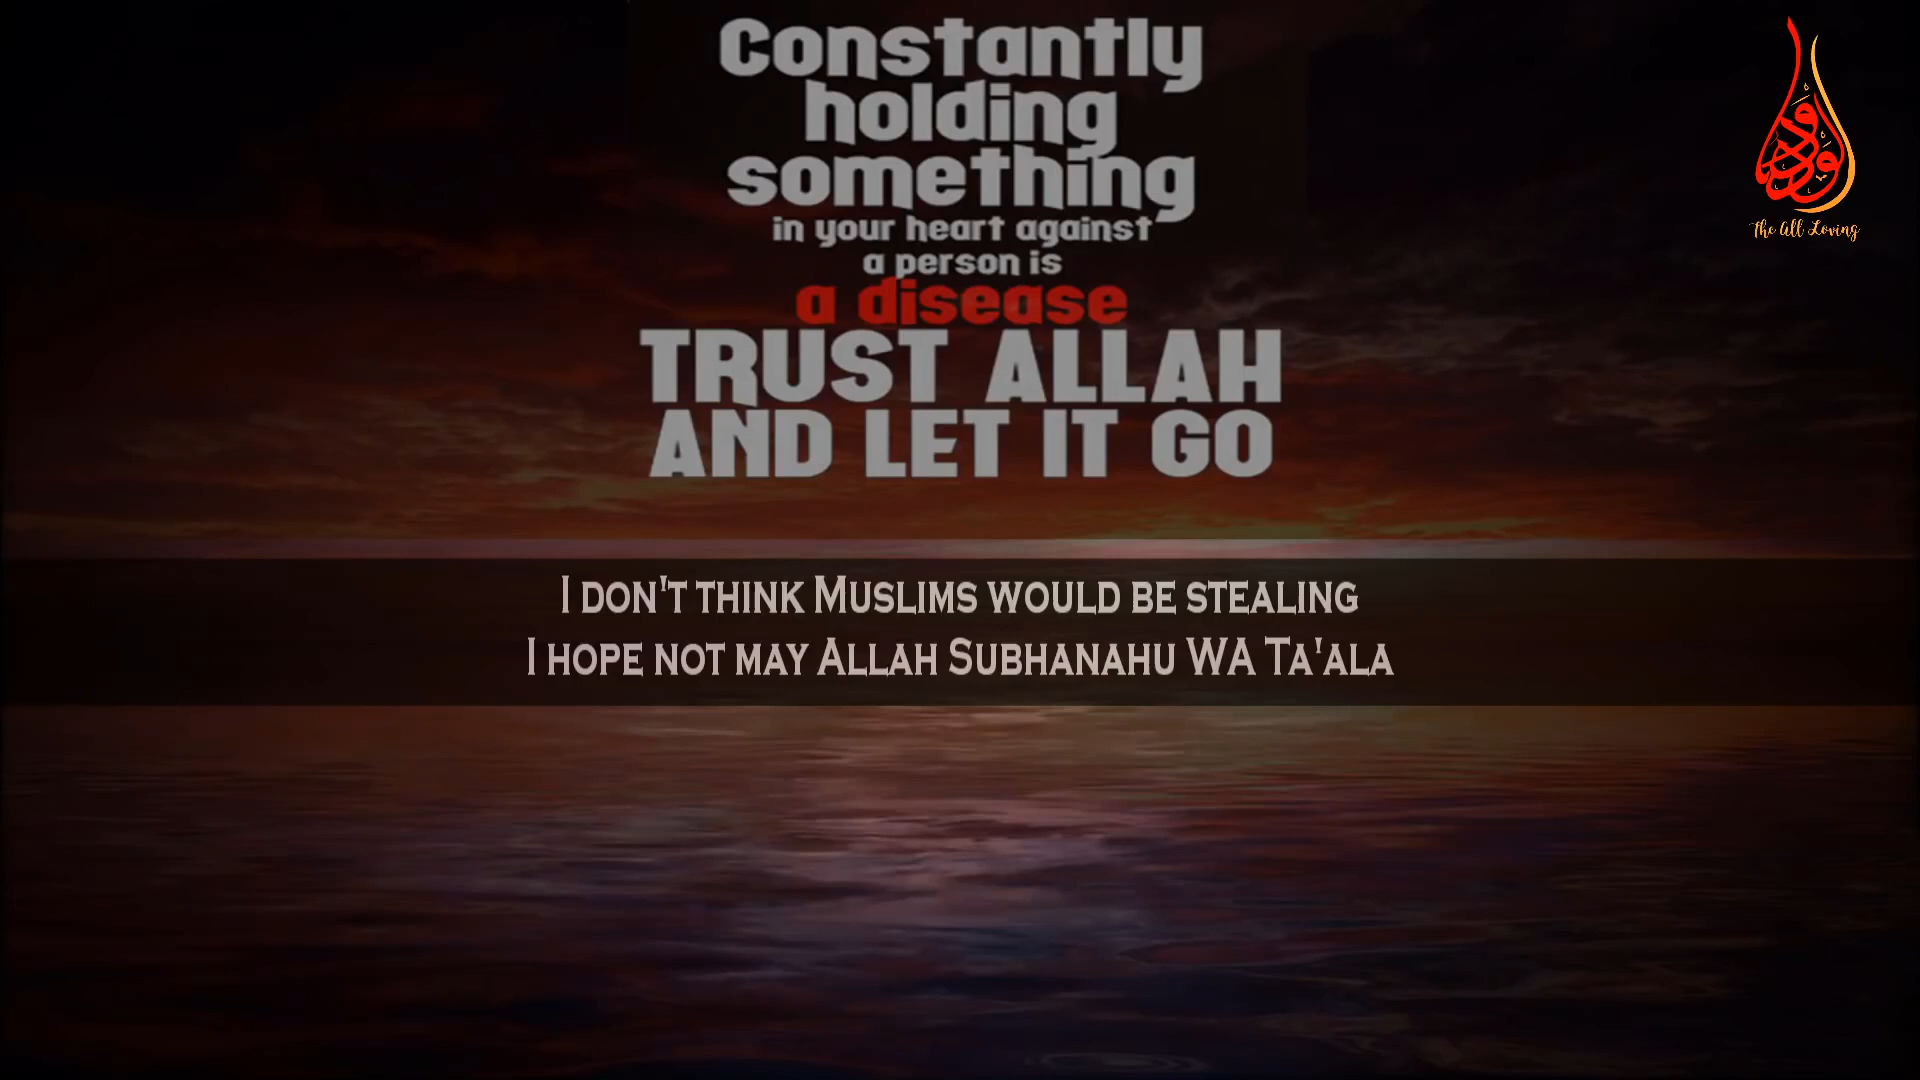 Constantly
holding
something
in your heart against
a person is
a disease
TRUST ALLAH
AND LET IT GO
The All Loving
I DON'T THINK MUSLIMS WOULD BE STEALING
I HOPE NOT MAY ALLAH SUBHANAHU WA TA'ALA